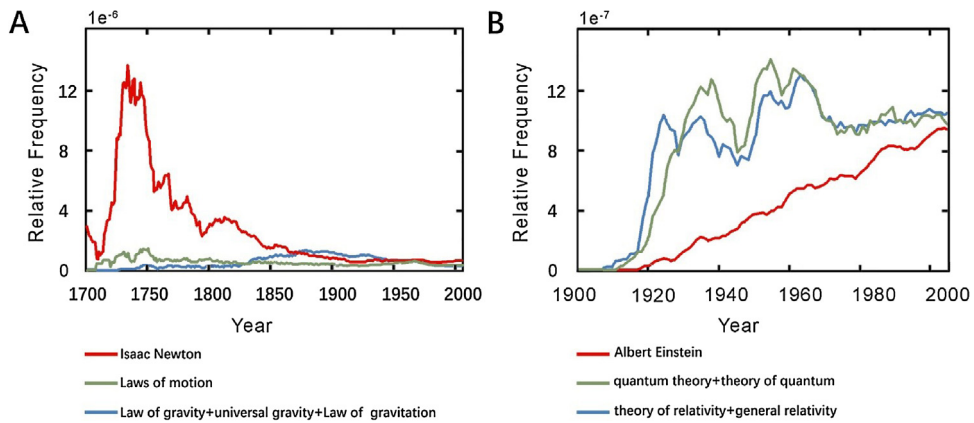 A
1e-6
Relative Frequency
12
8
4
0
1700 1750 1800 1850 1900 1950 2000
Year
Isaac Newton
Laws of motion
Law of gravity+universal gravity+Law of gravitation
B
1e-7
Relative Frequency
12
8
4
0
1900 1920 1940 1960 1980 2000
Year
Albert Einstein
quantum theory+theory of quantum
theory of relativity+general relativity